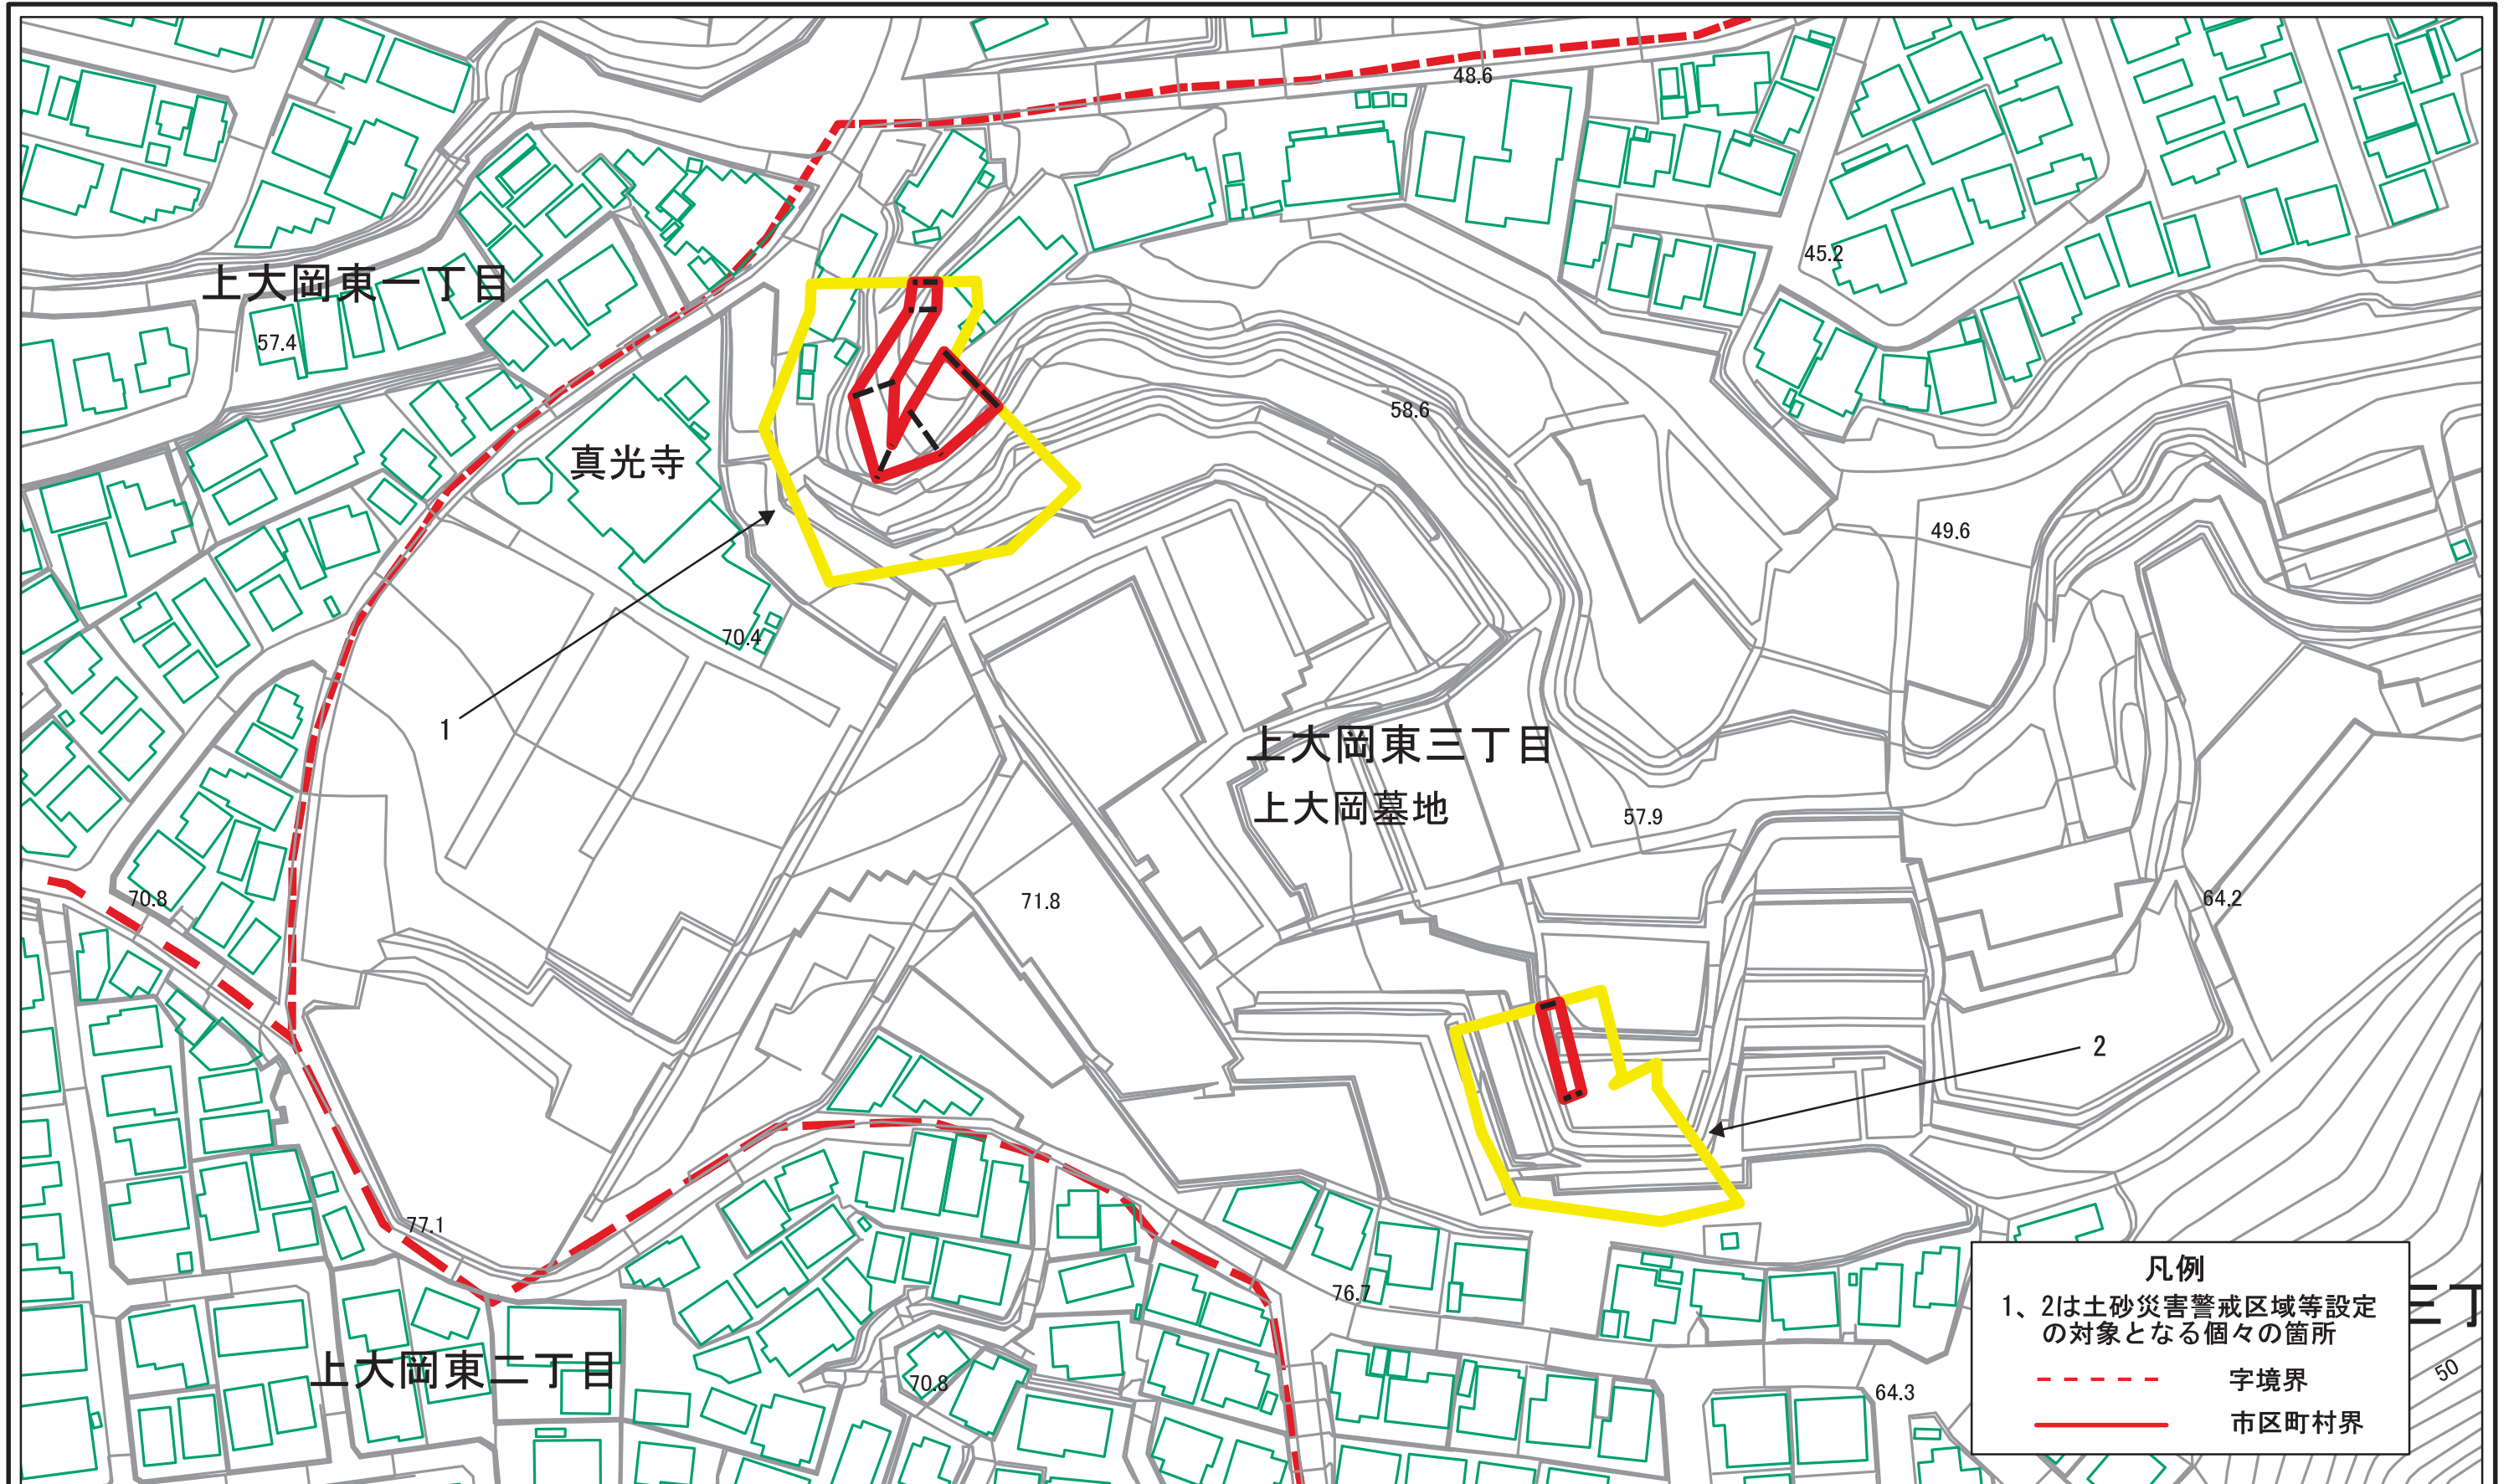 48.6
45.2
上大岡東一丁目
57.4
58.6
真光寺
49.6
70.4
1
上大岡東三丁目
上大岡墓地
57.9
70.8
71.8
64.2
2
77.1
76.7
上大岡東二丁目
70.8
64.3
50
三丁
凡例
1、2は土砂災害警戒区域等設定
の対象となる個々の箇所
字境界
市区町村界